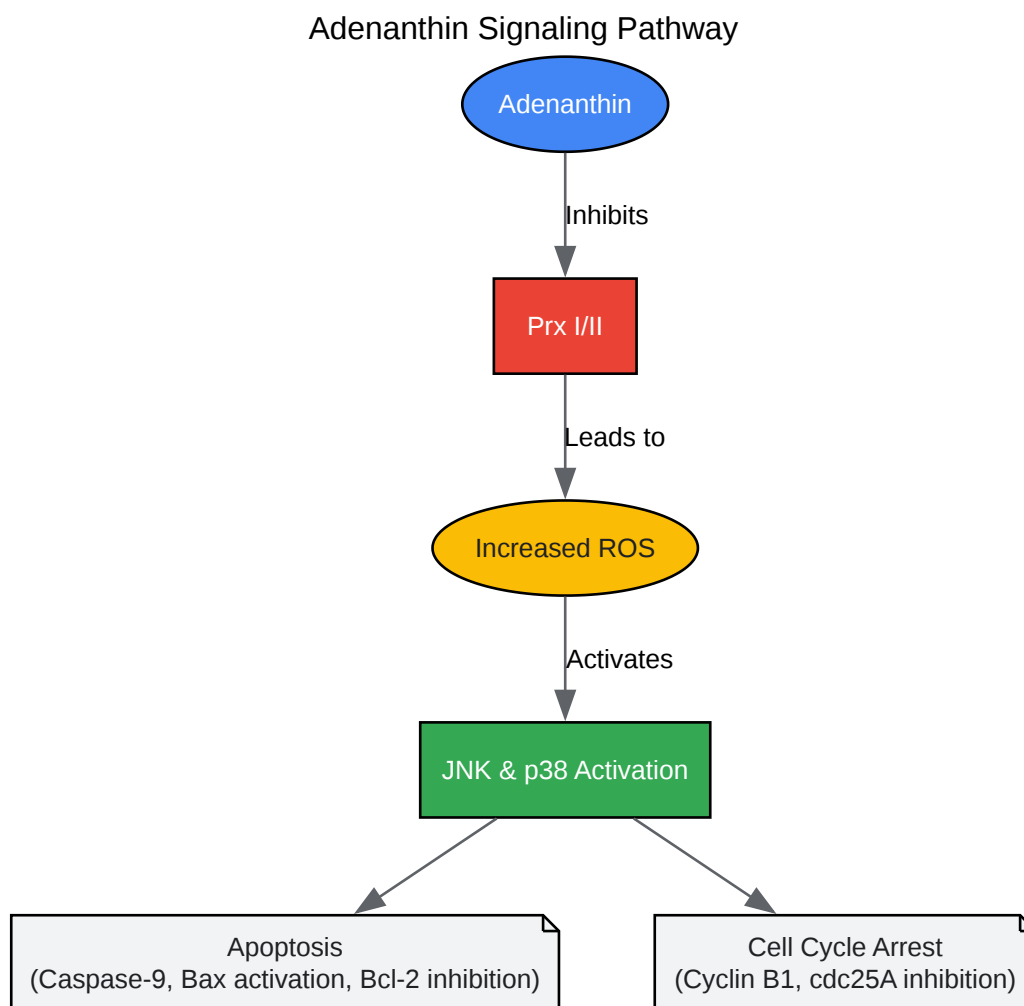 Adenanthin Signaling Pathway
Adenanthin
Inhibits
Prx I/II
Leads to
Increased ROS
Activates
JNK & p38 Activation
Apoptosis
(Caspase-9, Bax activation, Bcl-2 inhibition)
Cell Cycle Arrest
(Cyclin B1, cdc25A inhibition)